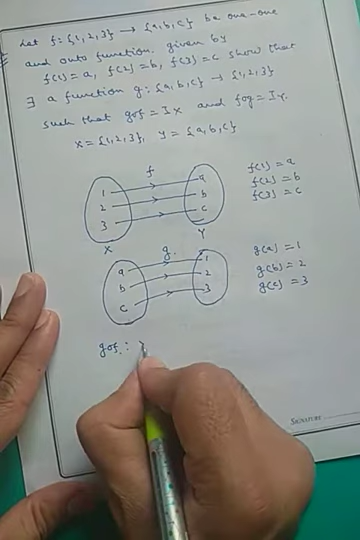 Let f: {1,2,3} → {a,b,c} be one-one
and onto function given by
f(1) = a, f(2) = b, f(3) = c show that
∃ a function g: {a,b,c} → {1,2,3}
such that gof = Ix and fog = Iy.
x = {1,2,3}, y = {a,b,c}
f
1 a
2 b
3 c
X Y
f(1) = a
f(2) = b
f(3) = c
g
a 1
b 2
c 3
g(a) = 1
g(b) = 2
g(c) = 3
gof :
SIGNATURE